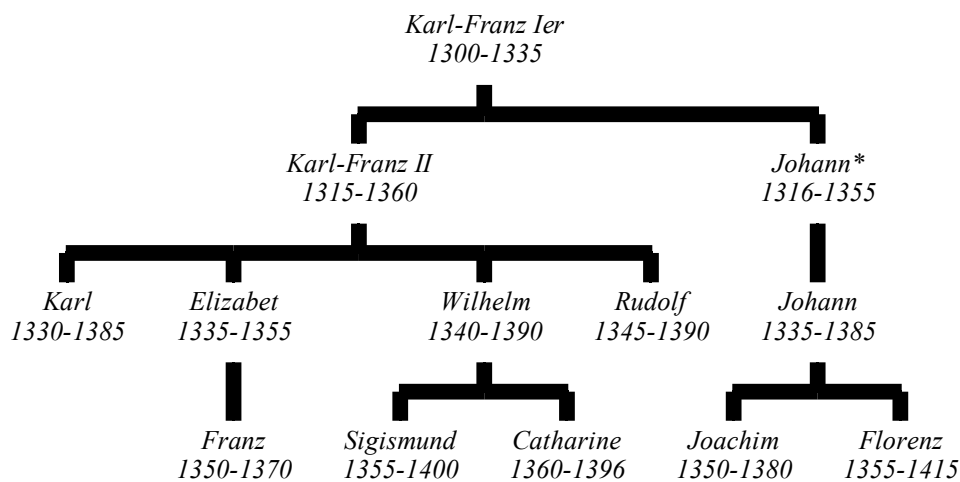 Karl-Franz Ier
1300-1335
Karl-Franz II
1315-1360
Johann*
1316-1355
Karl
1330-1385
Elizabet
1335-1355
Wilhelm
1340-1390
Rudolf
1345-1390
Johann
1335-1385
Franz
1350-1370
Sigismund
1355-1400
Catharine
1360-1396
Joachim
1350-1380
Florenz
1355-1415